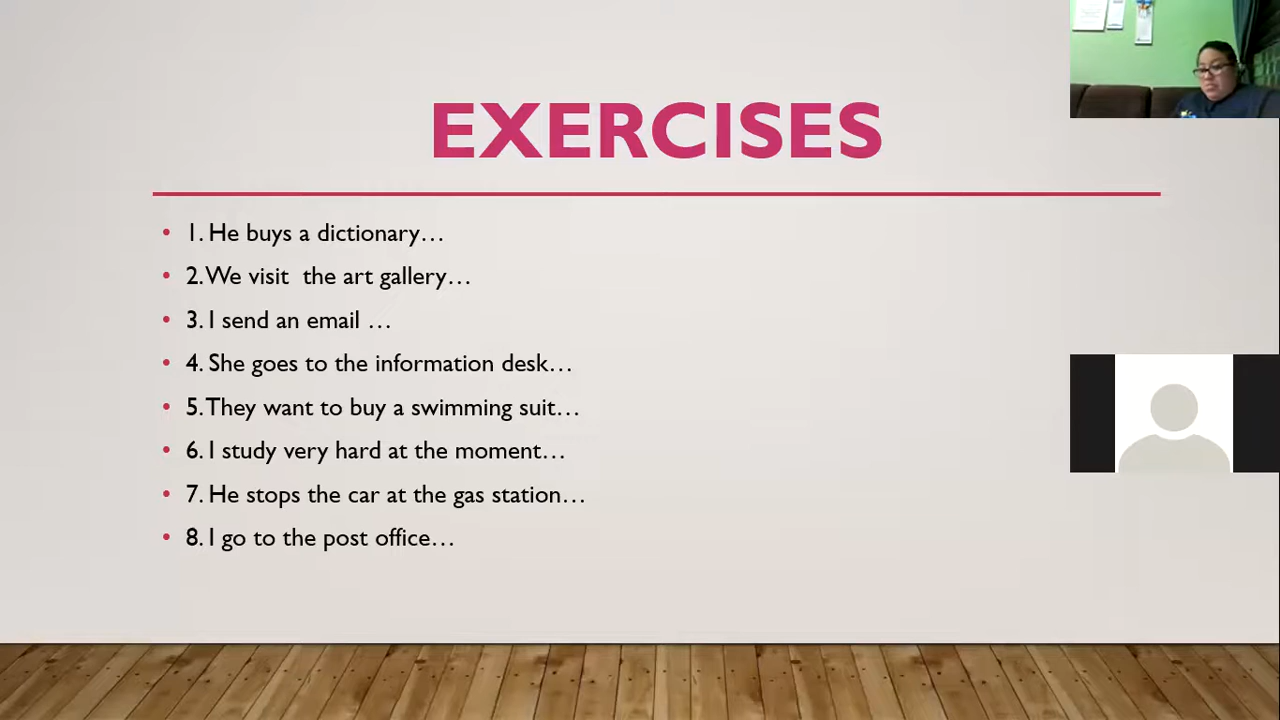 EXERCISES
• 1. He buys a dictionary…
• 2. We visit  the art gallery…
• 3. I send an email …
• 4. She goes to the information desk…
• 5. They want to buy a swimming suit…
• 6. I study very hard at the moment…
• 7. He stops the car at the gas station…
• 8. I go to the post office…